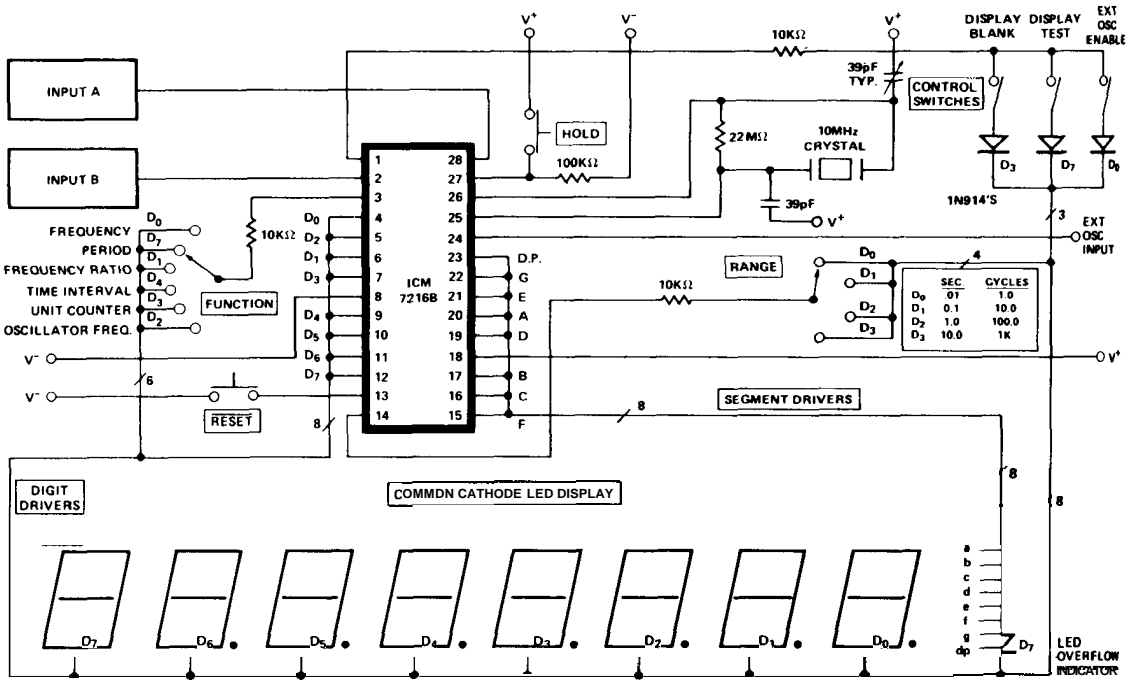 V+
V−
V+
DISPLAY BLANK
DISPLAY TEST
EXT OSC ENABLE
10KΩ
39pF TYP.
CONTROL SWITCHES
INPUT A
HOLD
22MΩ
10MHz CRYSTAL
D3
D7
D0
1N914'S
INPUT B
100KΩ
39pF
V+
3
EXT OSC INPUT
1
2
3
4
5
6
7
8
9
10
11
12
13
14
ICM 7216B
28
27
26
25
24
23
22
21
20
19
18
17
16
15
D0
D2
D1
D3
D4
D5
D6
D7
D.P.
G
E
A
D
B
C
F
FREQUENCY D0
PERIOD D7
FREQUENCY RATIO D1
TIME INTERVAL D4
UNIT COUNTER D3
OSCILLATOR FREQ. D2
10KΩ
FUNCTION
V−
V−
6
RESET
8
10KΩ
RANGE
D0
D1
D2
D3
4
SEC CYCLES
D0 .01 1.0
D1 0.1 10.0
D2 1.0 100.0
D3 10.0 1K
V+
SEGMENT DRIVERS
8
8
8
DIGIT DRIVERS
COMMDN CATHODE LED DISPLAY
D7
D6
D5
D4
D3
D2
D1
D0
a
b
c
d
e
f
g
dp
D7
LED OVERFLOW INDICATOR